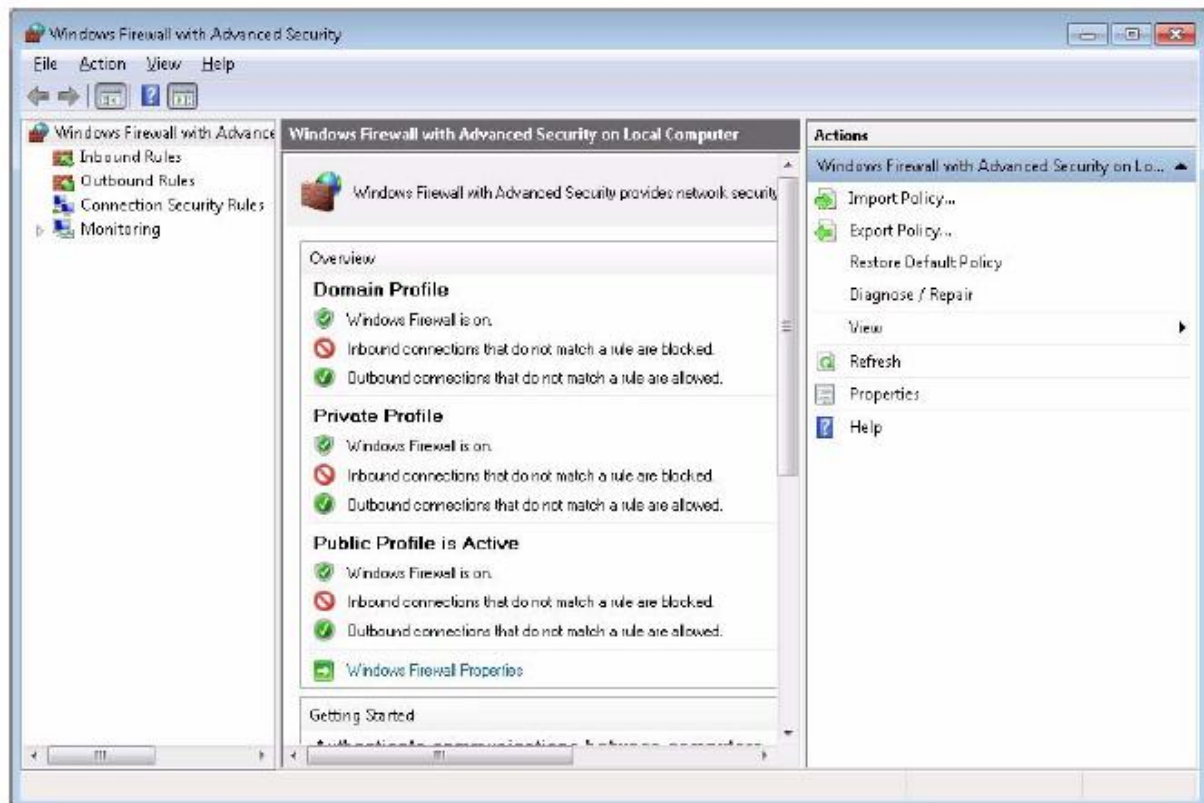 Windows Firewall with Advanced Security
File Action View Help
Windows Firewall with Advance
Inbound Rules
Outbound Rules
Connection Security Rules
Monitoring
Windows Firewall with Advanced Security on Local Computer
Windows Firewall with Advanced Security provides network security
Overview
Domain Profile
Windows Firewall is on.
Inbound connections that do not match a rule are blocked.
Outbound connections that do not match a rule are allowed.
Private Profile
Windows Firewall is on.
Inbound connections that do not match a rule are blocked.
Outbound connections that do not match a rule are allowed.
Public Profile is Active
Windows Firewall is on.
Inbound connections that do not match a rule are blocked.
Outbound connections that do not match a rule are allowed.
Windows Firewall Properties
Getting Started
Authenticate communications between computers
Actions
Windows Firewall with Advanced Security on Lo...
Import Policy...
Export Policy...
Restore Default Policy
Diagnose / Repair
View
Refresh
Properties
Help